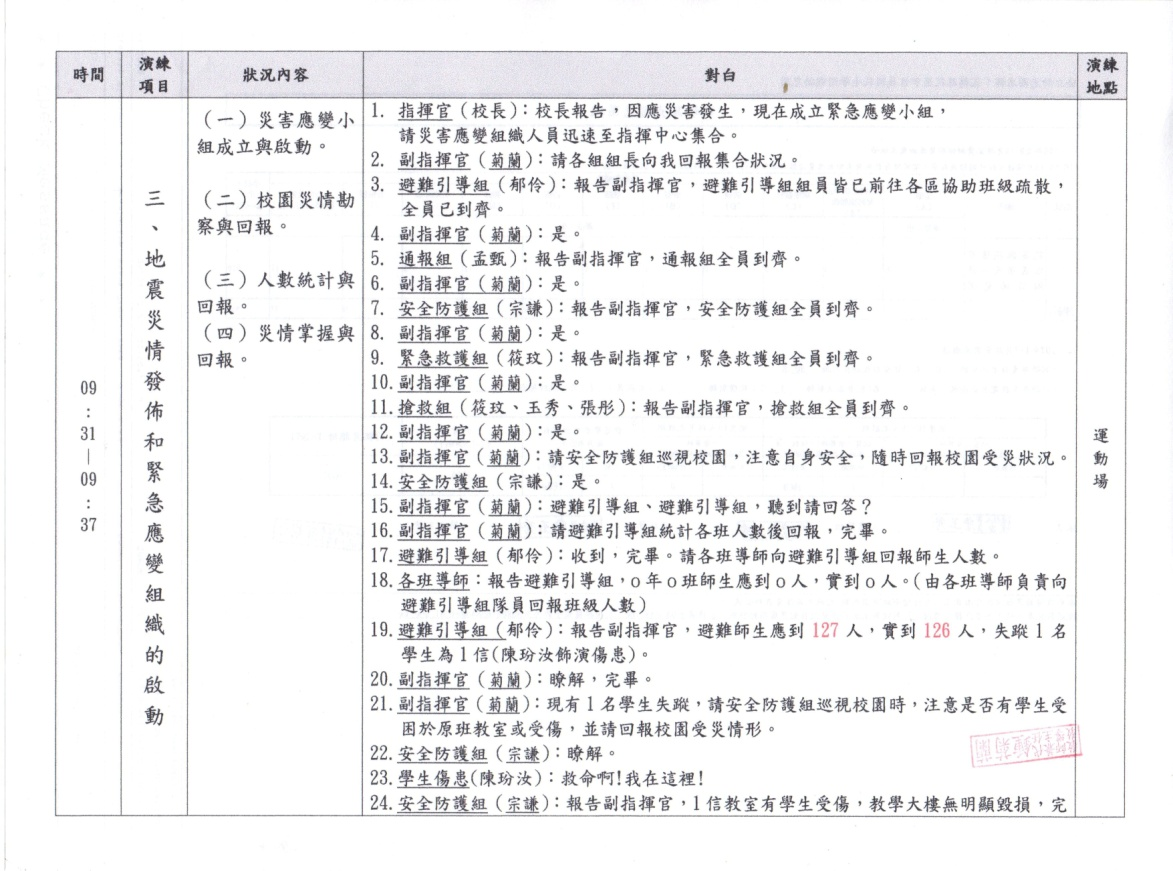 時間
演練
項目
狀況內容
對白
演練
地點
09
:
31
|
09
:
37
三、地震災情發佈和緊急應變組織的啟動
（一）災害應變小
組成立與啟動。
（二）校園災情勘
察與回報。
（三）人數統計與
回報。
（四）災情掌握與
回報。
1. 指揮官（校長）：校長報告，因應災害發生，現在成立緊急應變小組，
請災害應變組織人員迅速至指揮中心集合。
2. 副指揮官（菊蘭）：請各組組長向我回報集合狀況。
3. 避難引導組（郁伶）：報告副指揮官，避難引導組組員皆已前往各區協助班級疏散，
全員已到齊。
4. 副指揮官（菊蘭）：是。
5. 通報組（孟甄）：報告副指揮官，通報組全員到齊。
6. 副指揮官（菊蘭）：是。
7. 安全防護組（宗謙）：報告副指揮官，安全防護組全員到齊。
8. 副指揮官（菊蘭）：是。
9. 緊急救護組（筱玟）：報告副指揮官，緊急救護組全員到齊。
10.副指揮官（菊蘭）：是。
11.搶救組（筱玟、玉秀、張彤）：報告副指揮官，搶救組全員到齊。
12.副指揮官（菊蘭）：是。
13.副指揮官（菊蘭）：請安全防護組巡視校園，注意自身安全，隨時回報校園受災狀況。
14.安全防護組（宗謙）：是。
15.副指揮官（菊蘭）：避難引導組、避難引導組，聽到請回答？
16.副指揮官（菊蘭）：請避難引導組統計各班人數後回報，完畢。
17.避難引導組（郁伶）：收到，完畢。請各班導師向避難引導組回報師生人數。
18.各班導師：報告避難引導組，o年o班師生應到o人，實到o人。（由各班導師負責向
避難引導組隊員回報班級人數）
19.避難引導組（郁伶）：報告副指揮官，避難師生應到 127 人，實到 126 人，失蹤1名
學生為1信(陳玢汝飾演傷患)。
20.副指揮官（菊蘭）：瞭解，完畢。
21.副指揮官（菊蘭）：現有1名學生失蹤，請安全防護組巡視校園時，注意是否有學生受
困於原班教室或受傷，並請回報校園受災情形。
22.安全防護組（宗謙）：瞭解。
23.學生傷患(陳玢汝)：救命啊!我在這裡!
24.安全防護組（宗謙）：報告副指揮官，1信教室有學生受傷，教學大樓無明顯毀損，完
運動場